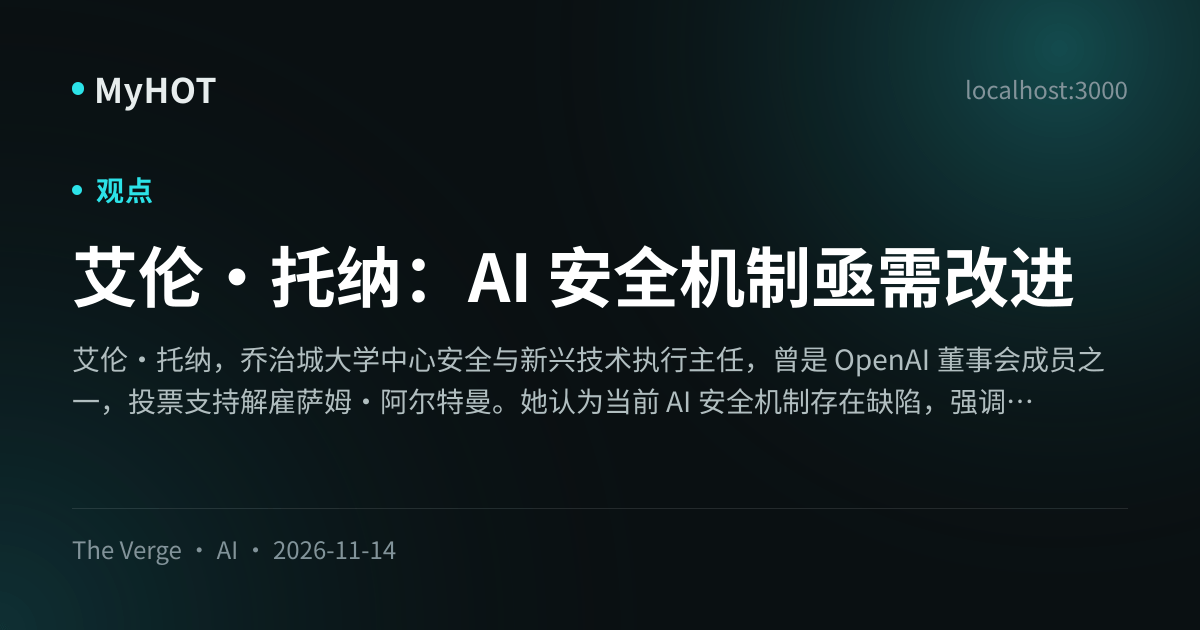 MyHOT
localhost:3000
观点
艾伦·托纳：AI 安全机制亟需改进
艾伦·托纳，乔治城大学中心安全与新兴技术执行主任，曾是 OpenAI 董事会成员之
一，投票支持解雇萨姆·阿尔特曼。她认为当前 AI 安全机制存在缺陷，强调…
The Verge · AI · 2026-11-14